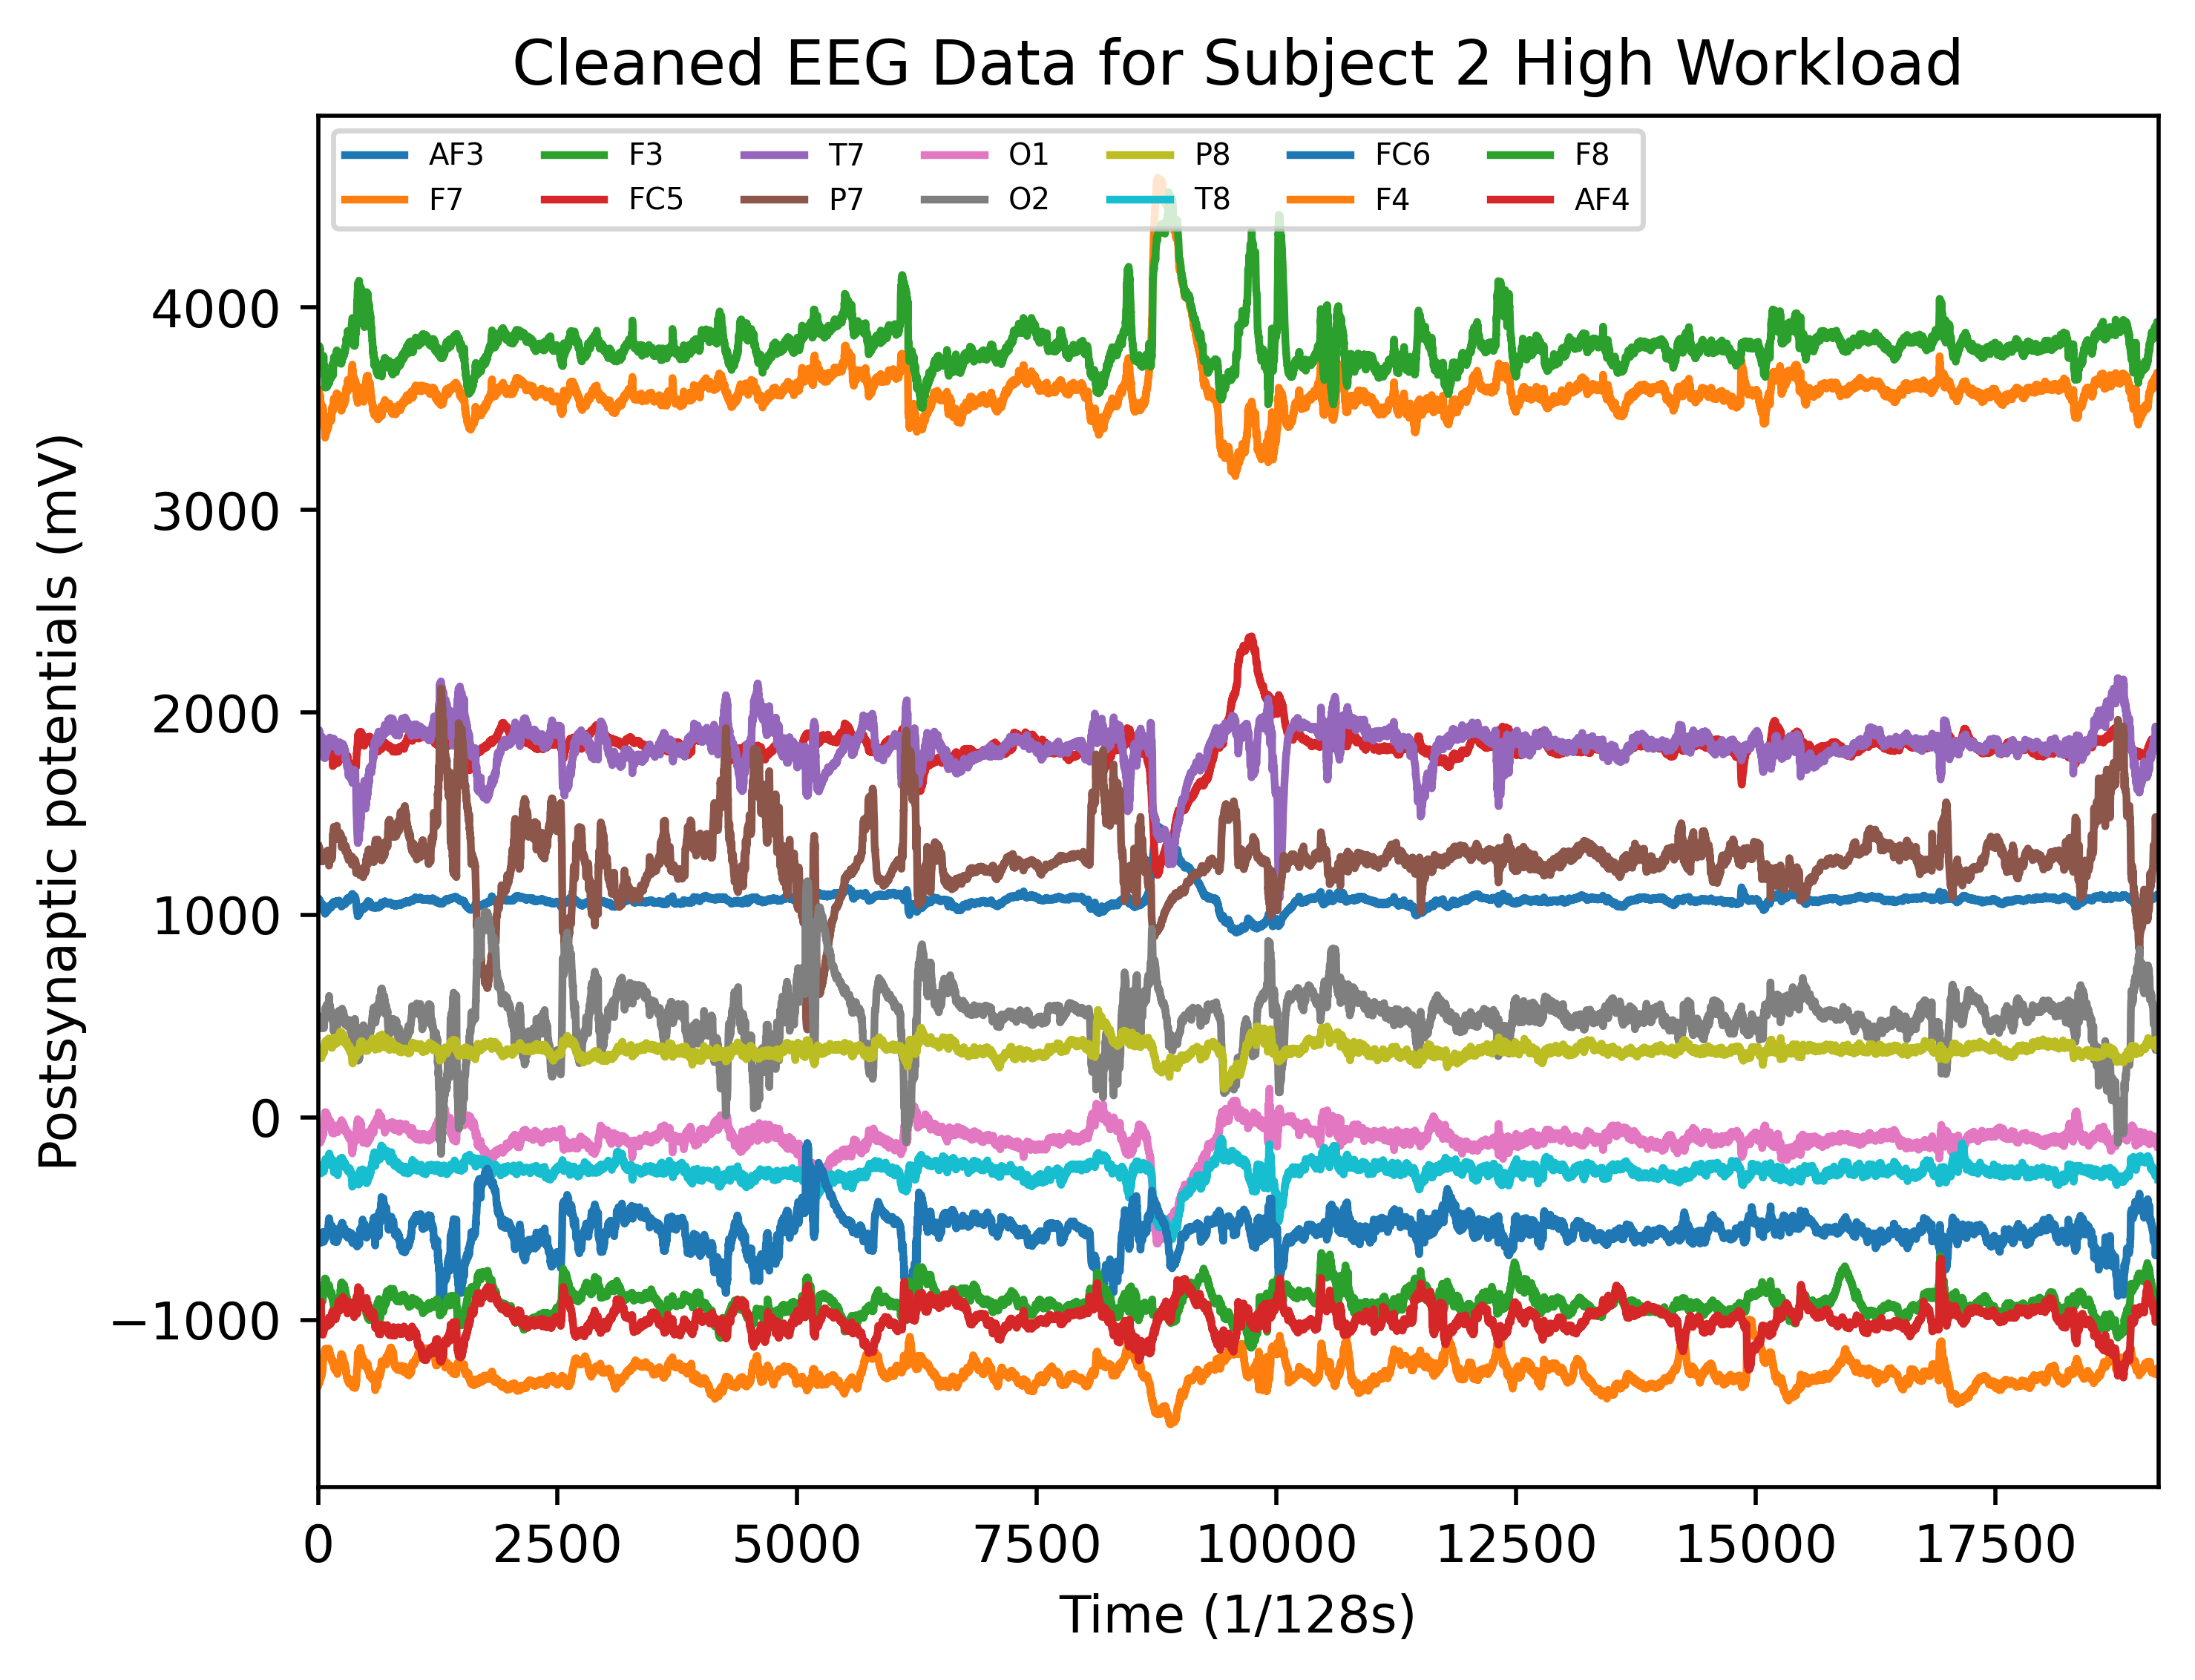 Cleaned EEG Data for Subject 2 High Workload
AF3 F3 T7 O1 P8 FC6 F8
F7 FC5 P7 O2 T8 F4 AF4
4000
3000
2000
1000
0
−1000
Postsynaptic potentials (mV)
0 2500 5000 7500 10000 12500 15000 17500
Time (1/128s)